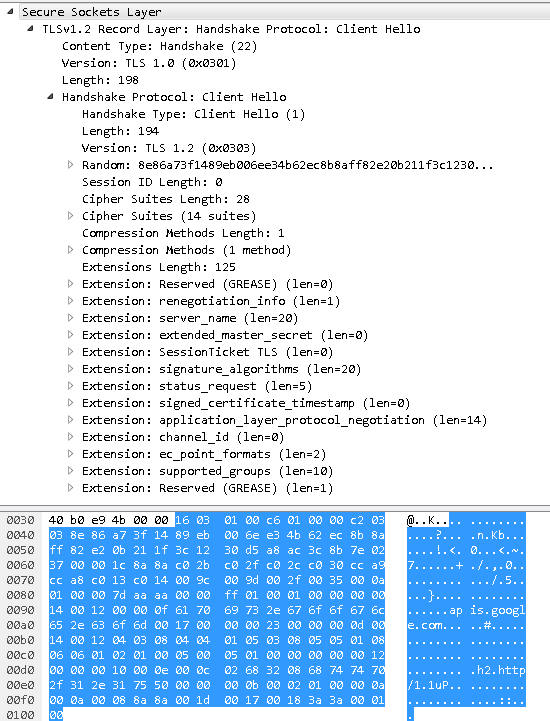 Secure Sockets Layer
TLSv1.2 Record Layer: Handshake Protocol: Client Hello
Content Type: Handshake (22)
Version: TLS 1.0 (0x0301)
Length: 198
Handshake Protocol: Client Hello
Handshake Type: Client Hello (1)
Length: 194
Version: TLS 1.2 (0x0303)
Random: 8e86a73f1489eb006ee34b62ec8b8aff82e20b211f3c1230...
Session ID Length: 0
Cipher Suites Length: 28
Cipher Suites (14 suites)
Compression Methods Length: 1
Compression Methods (1 method)
Extensions Length: 125
Extension: Reserved (GREASE) (len=0)
Extension: renegotiation_info (len=1)
Extension: server_name (len=20)
Extension: extended_master_secret (len=0)
Extension: SessionTicket TLS (len=0)
Extension: signature_algorithms (len=20)
Extension: status_request (len=5)
Extension: signed_certificate_timestamp (len=0)
Extension: application_layer_protocol_negotiation (len=14)
Extension: channel_id (len=0)
Extension: ec_point_formats (len=2)
Extension: supported_groups (len=10)
Extension: Reserved (GREASE) (len=1)
0030 40 b0 e9 4b 00 00 16 03 01 00 c6 01 00 00 c2 03 @..K.... ........
0040 03 8e 86 a7 3f 14 89 eb 00 6e e3 4b 62 ec 8b 8a ....?... .n.Kb...
0050 ff 82 e2 0b 21 1f 3c 12 30 d5 a8 ac 3c 8b 7e 02 ....!.<. 0...<.~.
0060 37 00 00 1c 8a 8a c0 2b c0 2f c0 2c c0 30 cc a9 7......+ ./.,.0..
0070 cc a8 c0 13 c0 14 00 9c 00 9d 00 2f 00 35 00 0a ........ .../.5..
0080 01 00 00 7d aa aa 00 00 ff 01 00 01 00 00 00 00 ...}.... ........
0090 14 00 12 00 00 0f 61 70 69 73 2e 67 6f 6f 67 6c ......ap is.googl
00a0 65 2e 63 6f 6d 00 17 00 00 00 23 00 00 00 0d 00 e.com... ..#.....
00b0 14 00 12 04 03 08 04 04 01 05 03 08 05 05 01 08 ........ ........
00c0 06 06 01 02 01 00 05 00 05 01 00 00 00 00 00 12 ........ ........
00d0 00 00 00 10 00 0e 00 0c 02 68 32 08 68 74 74 70 ........ .h2.http
00e0 2f 31 2e 31 75 50 00 00 00 0b 00 02 01 00 00 0a /1.1uP.. ........
00f0 00 0a 00 08 8a 8a 00 1d 00 17 00 18 3a 3a 00 01 ........ ....::..
0100 00 .